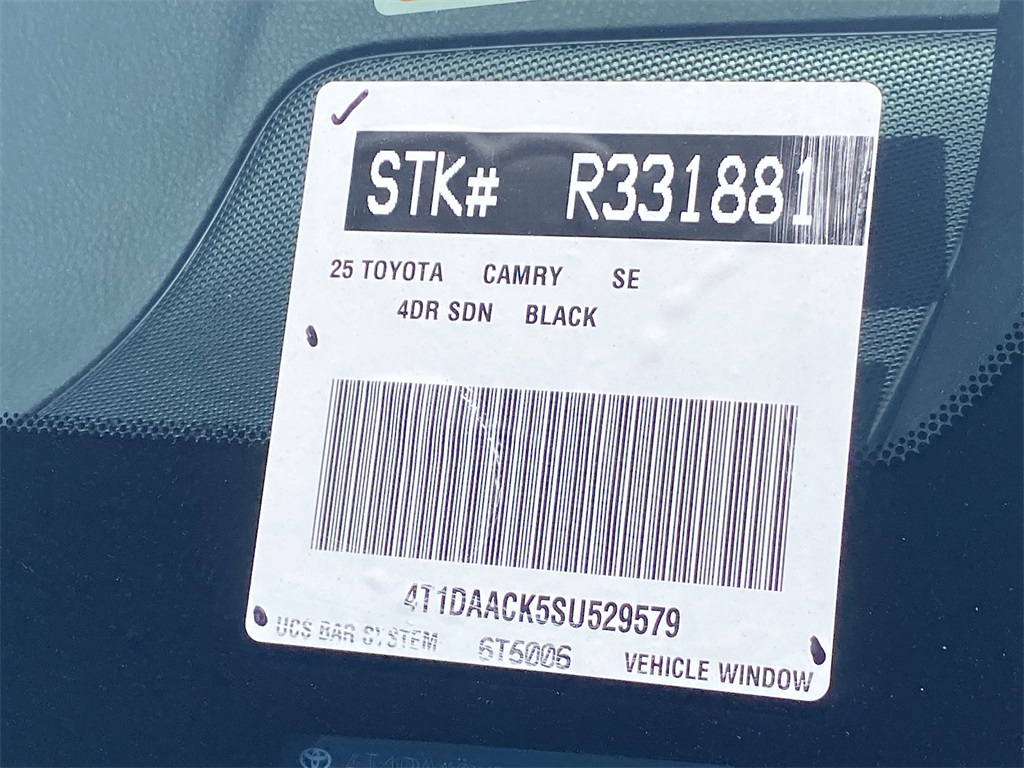 STK# R331881
25 TOYOTA CAMRY SE
4DR SDN BLACK
4T1DAACK5SU529579
UCS BAR SYSTEM 6T5006 VEHICLE WINDOW